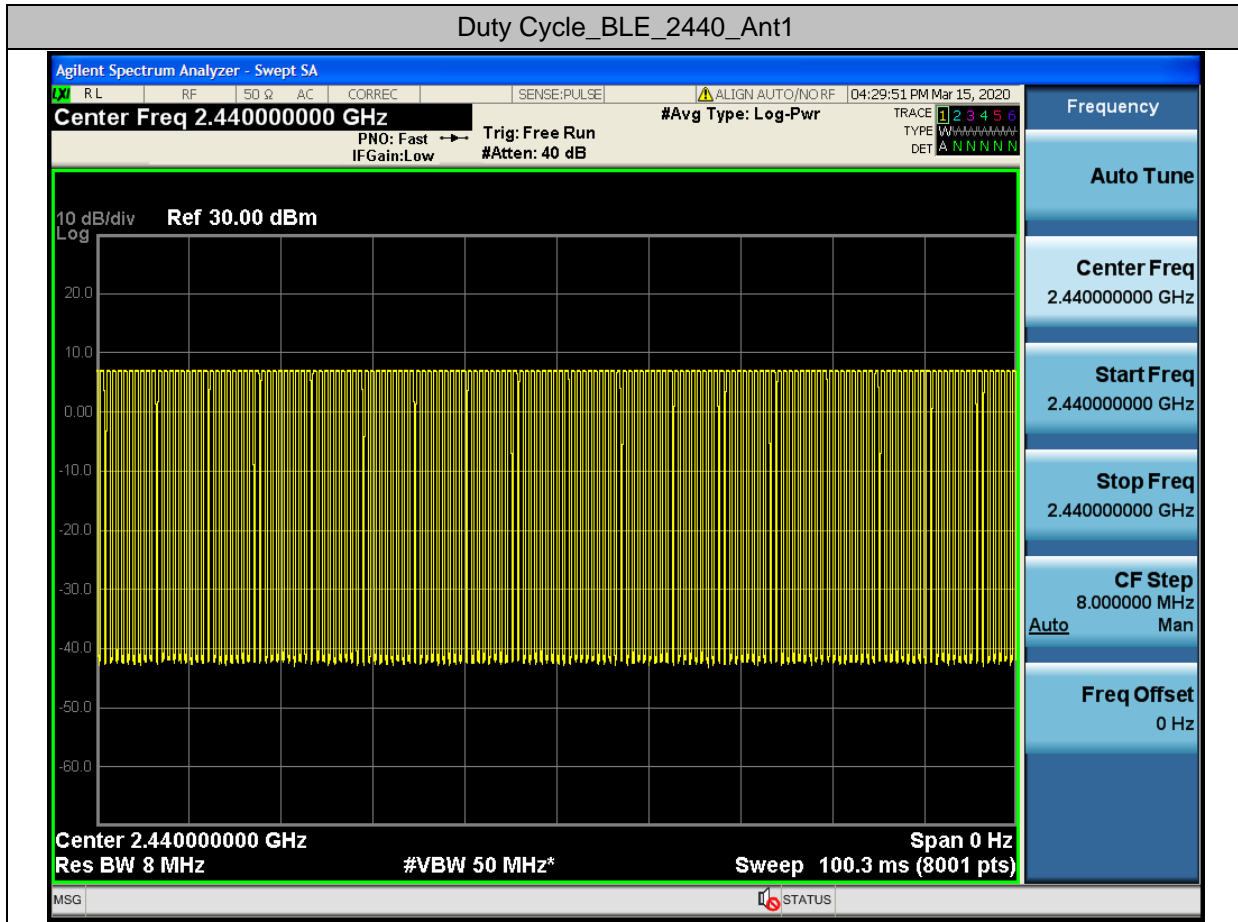 Duty Cycle_BLE_2440_Ant1
Agilent Spectrum Analyzer - Swept SA
LXI RL RF 50 Ω AC CORREC SENSE:PULSE ALIGN AUTO/NO RF 04:29:51 PM Mar 15, 2020
Center Freq 2.440000000 GHz
PNO: Fast
IFGain:Low
Trig: Free Run
#Atten: 40 dB
#Avg Type: Log-Pwr
TRACE 1 2 3 4 5 6
TYPE WWWWWW
DET A N N N N N
10 dB/div Ref 30.00 dBm
Log
20.0
10.0
0.00
-10.0
-20.0
-30.0
-40.0
-50.0
-60.0
Center 2.440000000 GHz Span 0 Hz
Res BW 8 MHz #VBW 50 MHz* Sweep 100.3 ms (8001 pts)
MSG STATUS
Frequency
Auto Tune
Center Freq
2.440000000 GHz
Start Freq
2.440000000 GHz
Stop Freq
2.440000000 GHz
CF Step
8.000000 MHz
Auto Man
Freq Offset
0 Hz